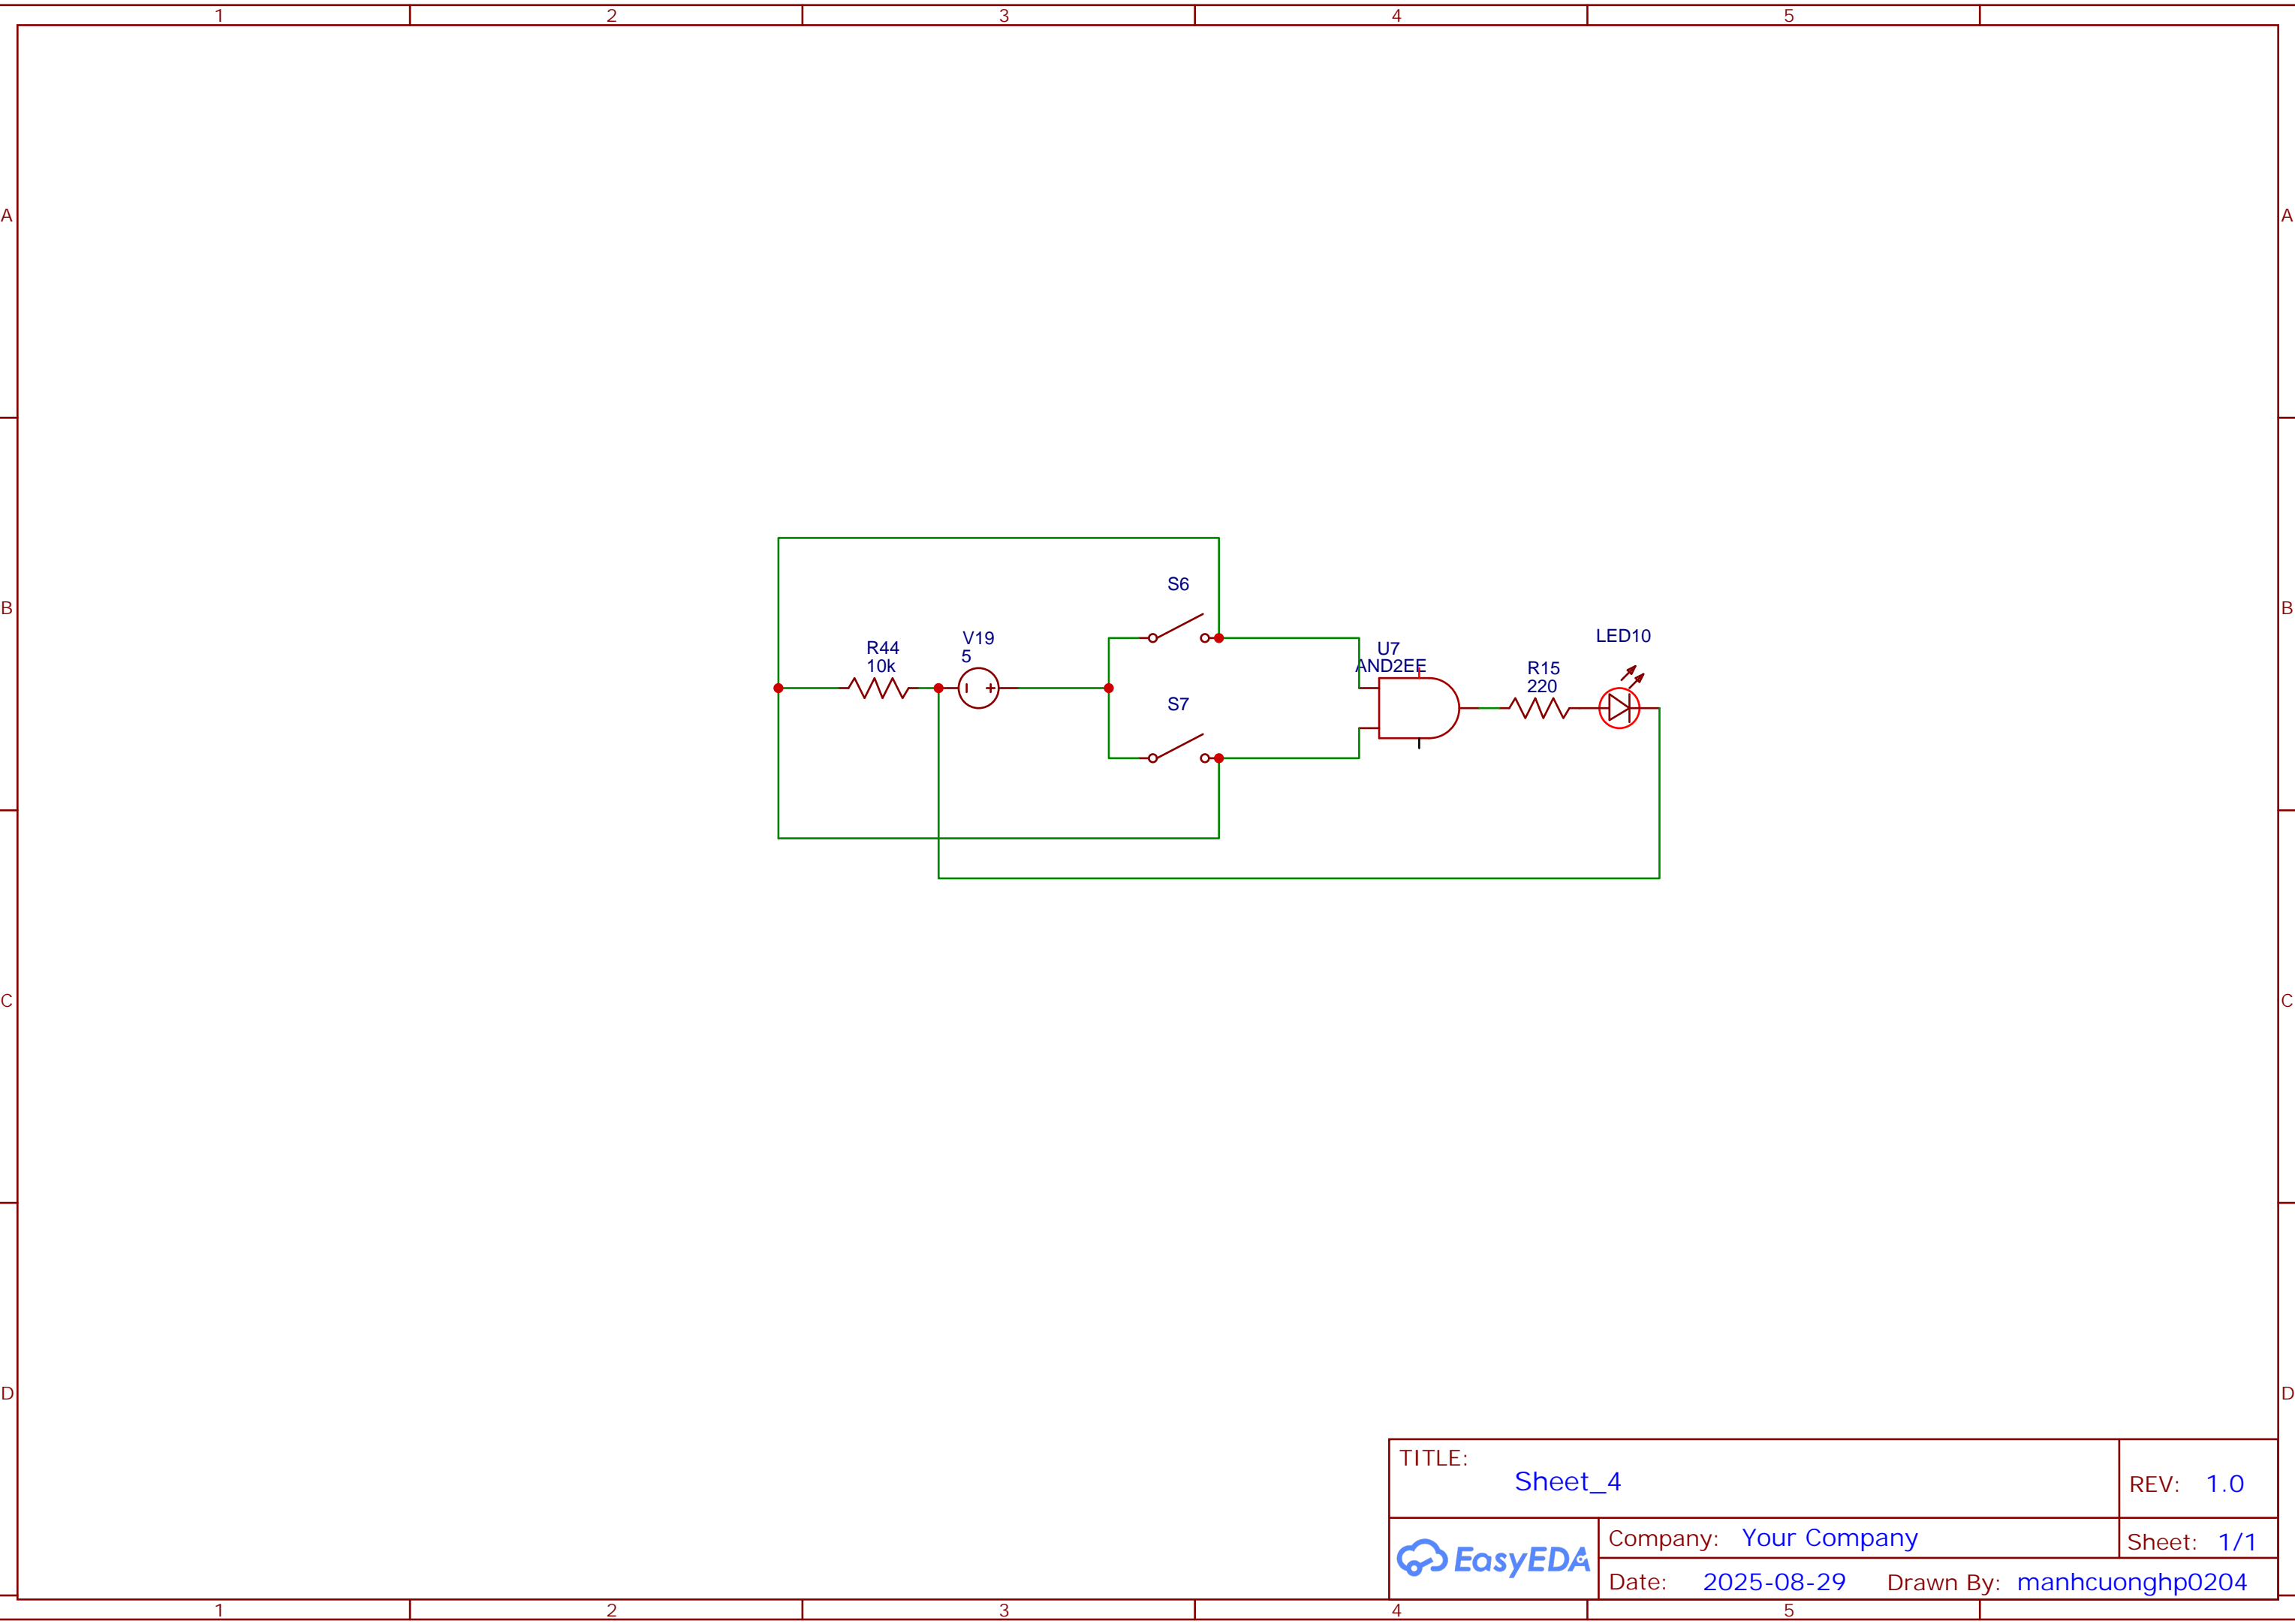 1 2 3 4 5
A A
S6
B B
V19
5
LED10
R44
10k
U7
AND2EE
R15
220
S7
C C
D D
TITLE:
Sheet_4
REV: 1.0
EasyEDA
Company: Your Company
Sheet: 1/1
Date: 2025-08-29 Drawn By: manhcuonghp0204
1 2 3 4 5